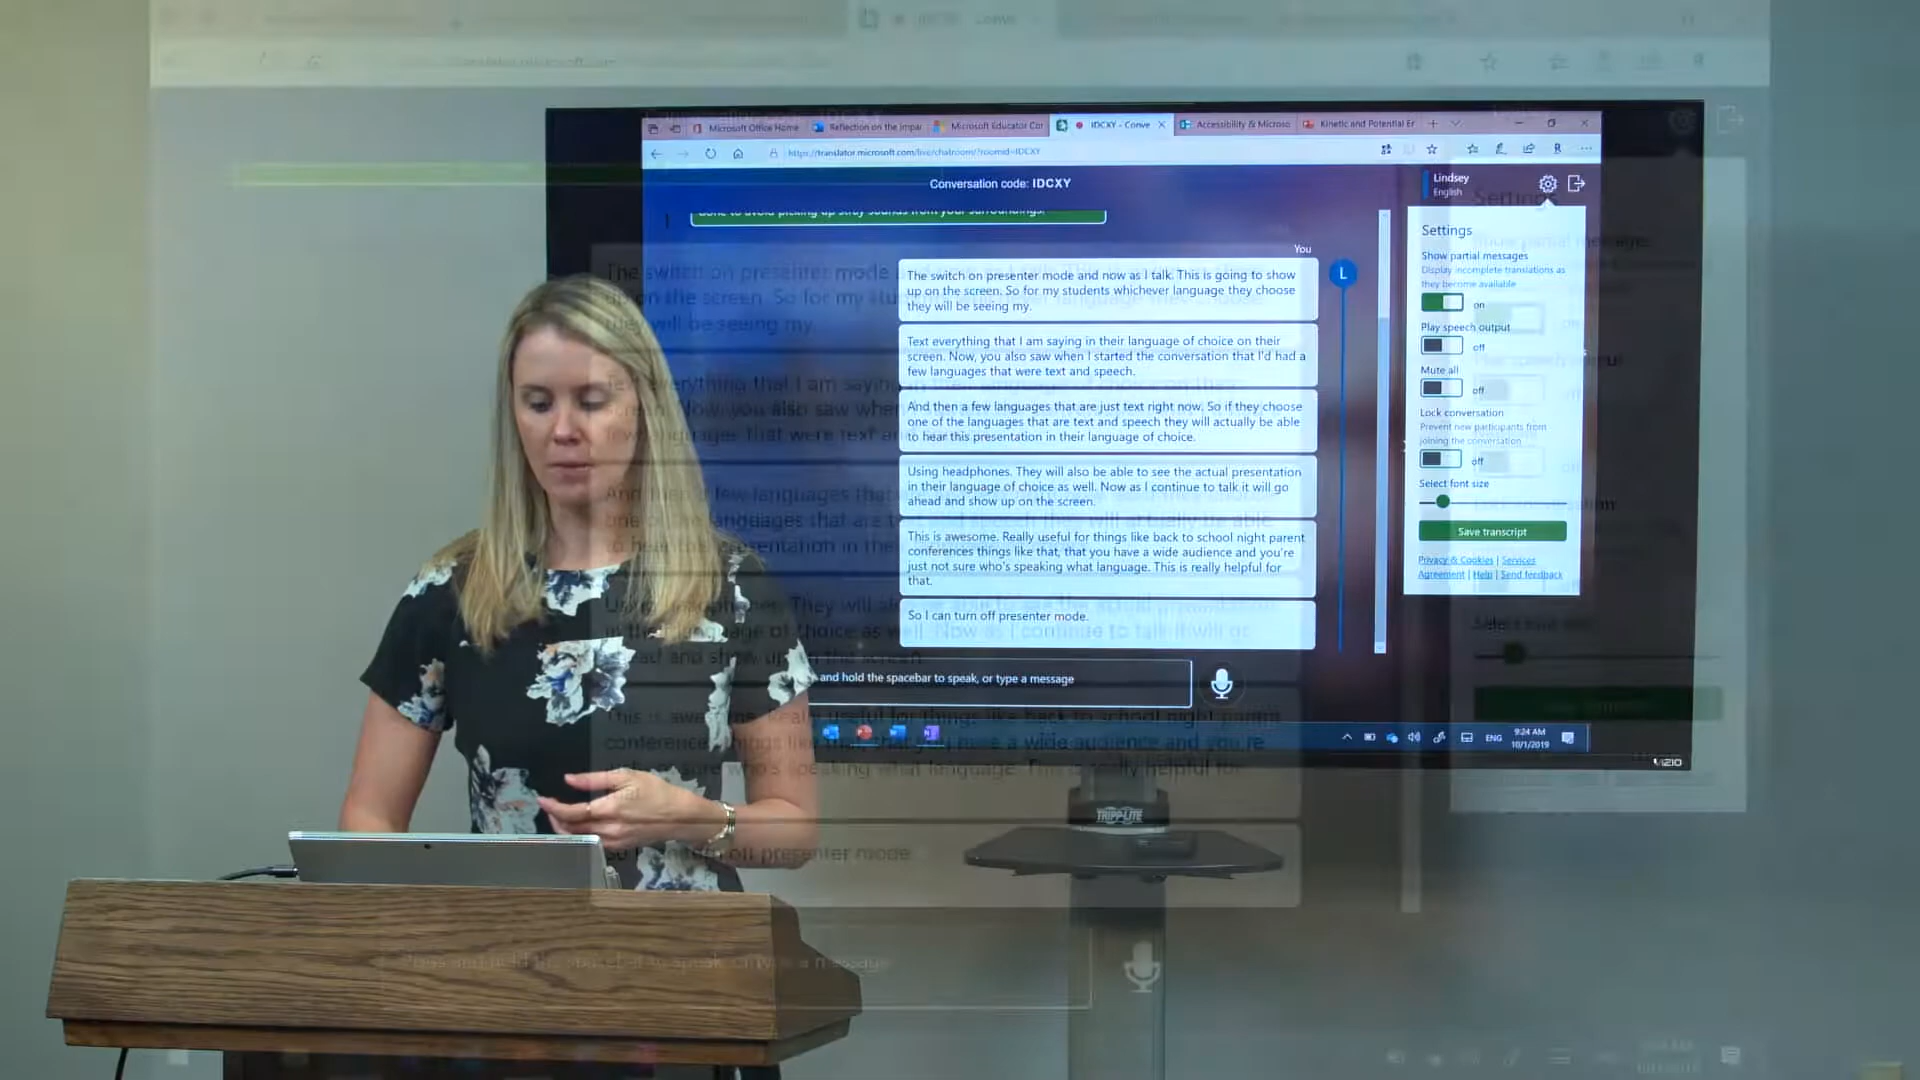 Microsoft Office Home
Reflection on the Impa
Microsoft Educator Cor
IDCXY - Conve
Accessibility & Microso
Kinetic and Potential Er
https://translator.microsoft.com/live/chatroom/?roomid=IDCXY
Conversation code: IDCXY
Lindsey
English
done to avoid picking up stray sounds from your surroundings.
You
L
The switch on presenter mode and now as I talk. This is going to show
up on the screen. So for my students whichever language they choose
they will be seeing my.
Text everything that I am saying in their language of choice on their
screen. Now, you also saw when I started the conversation that I'd had a
few languages that were text and speech.
And then a few languages that are just text right now. So if they choose
one of the languages that are text and speech they will actually be able
to hear this presentation in their language of choice.
Using headphones. They will also be able to see the actual presentation
in their language of choice as well. Now as I continue to talk it will go
ahead and show up on the screen.
This is awesome. Really useful for things like back to school night parent
conferences things like that, that you have a wide audience and you're
just not sure who's speaking what language. This is really helpful for
that.
So I can turn off presenter mode.
and hold the spacebar to speak, or type a message
Settings
Show partial messages
Display incomplete translations as
they become available
on
Play speech output
off
Mute all
off
Lock conversation
Prevent new participants from
joining the conversation
off
Select font size
Save transcript
Privacy & Cookies | Services
Agreement | Help | Send feedback
ENG
9:24 AM
10/1/2019
VIZIO
TRIPP-LITE